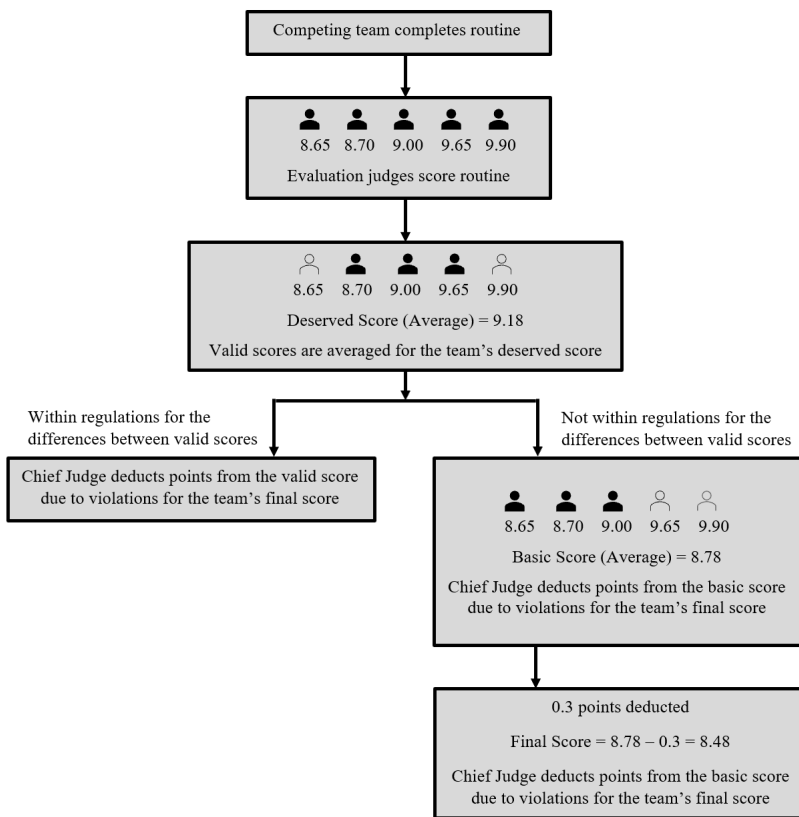 Competing team completes routine
8.65 8.70 9.00 9.65 9.90
Evaluation judges score routine
8.65 8.70 9.00 9.65 9.90
Deserved Score (Average) = 9.18
Valid scores are averaged for the team's deserved score
Within regulations for the
differences between valid scores
Not within regulations for the
differences between valid scores
Chief Judge deducts points from the valid score
due to violations for the team's final score
8.65 8.70 9.00 9.65 9.90
Basic Score (Average) = 8.78
Chief Judge deducts points from the basic score
due to violations for the team's final score
0.3 points deducted
Final Score = 8.78 – 0.3 = 8.48
Chief Judge deducts points from the basic score
due to violations for the team's final score